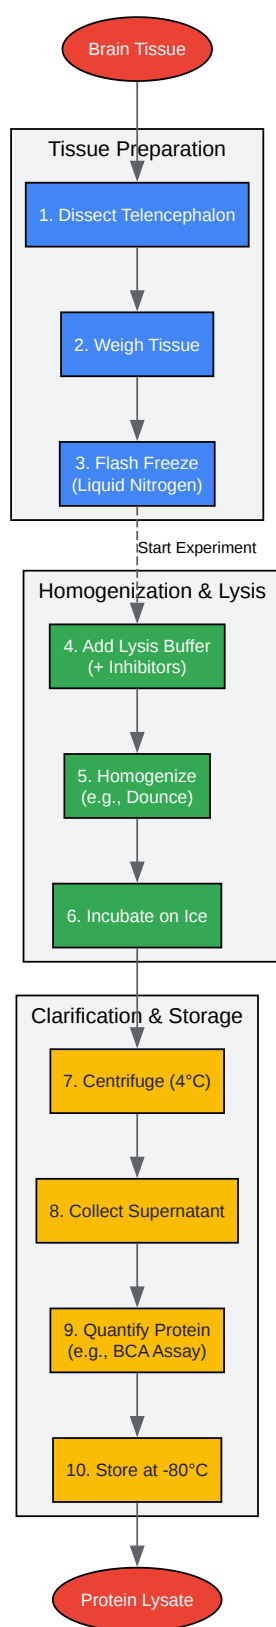 Brain Tissue
Tissue Preparation
1. Dissect Telencephalon
2. Weigh Tissue
3. Flash Freeze
(Liquid Nitrogen)
Start Experiment
Homogenization & Lysis
4. Add Lysis Buffer
(+ Inhibitors)
5. Homogenize
(e.g., Dounce)
6. Incubate on Ice
Clarification & Storage
7. Centrifuge (4°C)
8. Collect Supernatant
9. Quantify Protein
(e.g., BCA Assay)
10. Store at -80°C
Protein Lysate